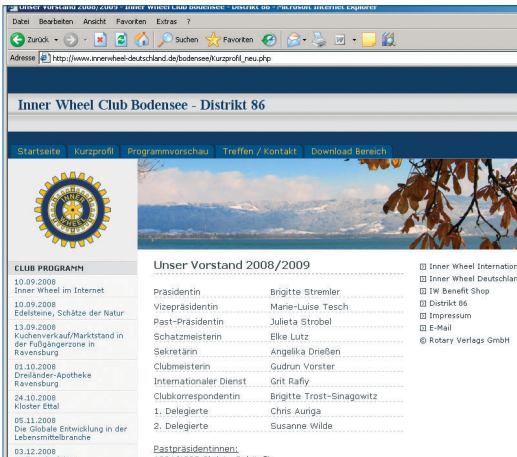 Unser Vorstand 2008/2009 - Inner Wheel Club Bodensee - Distrikt 86 - Microsoft Internet Explorer
Datei Bearbeiten Ansicht Favoriten Extras ?
Zurück Suchen Favoriten
Adresse http://www.innerwheel-deutschland.de/bodensee/Kurzprofil_neu.php
Inner Wheel Club Bodensee - Distrikt 86
Startseite Kurzprofil Programmvorschau Treffen / Kontakt Download Bereich
INNER
WHEEL
CLUB PROGRAMM
10.09.2008
Inner Wheel im Internet
10.09.2008
Edelsteine, Schätze der Natur
13.09.2008
Kuchenverkauf/Marktstand in
der Fußgängerzone in
Ravensburg
01.10.2008
Dreiländer-Apotheke
Ravensburg
24.10.2008
Kloster Ettal
05.11.2008
Die Globale Entwicklung in der
Lebensmittelbranche
03.12.2008
Unser Vorstand 2008/2009
Präsidentin Brigitte Stremler
Vizepräsidentin Marie-Luise Tesch
Past-Präsidentin Julieta Strobel
Schatzmeisterin Elke Lutz
Sekretärin Angelika Drießen
Clubmeisterin Gudrun Vorster
Internationaler Dienst Grit Rafiy
Clubkorrespondentin Brigitte Trost-Sinagowitz
1. Delegierte Chris Auriga
2. Delegierte Susanne Wilde
Pastpräsidentinnen:
Inner Wheel Internation
Inner Wheel Deutschlan
IW Benefit Shop
Distrikt 86
Impressum
E-Mail
© Rotary Verlags GmbH